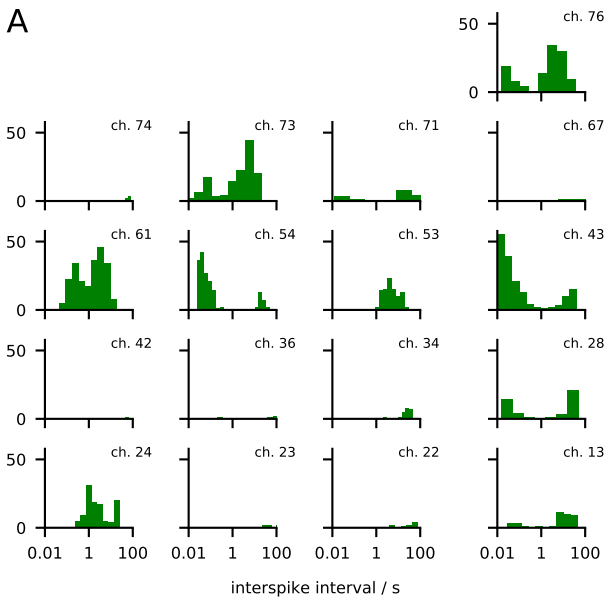 A
ch. 76
50
0
ch. 74
ch. 73
ch. 71
ch. 67
50
0
ch. 61
ch. 54
ch. 53
ch. 43
50
0
ch. 42
ch. 36
ch. 34
ch. 28
50
0
ch. 24
ch. 23
ch. 22
ch. 13
50
0
0.01 1 100 0.01 1 100 0.01 1 100 0.01 1 100
interspike interval / s